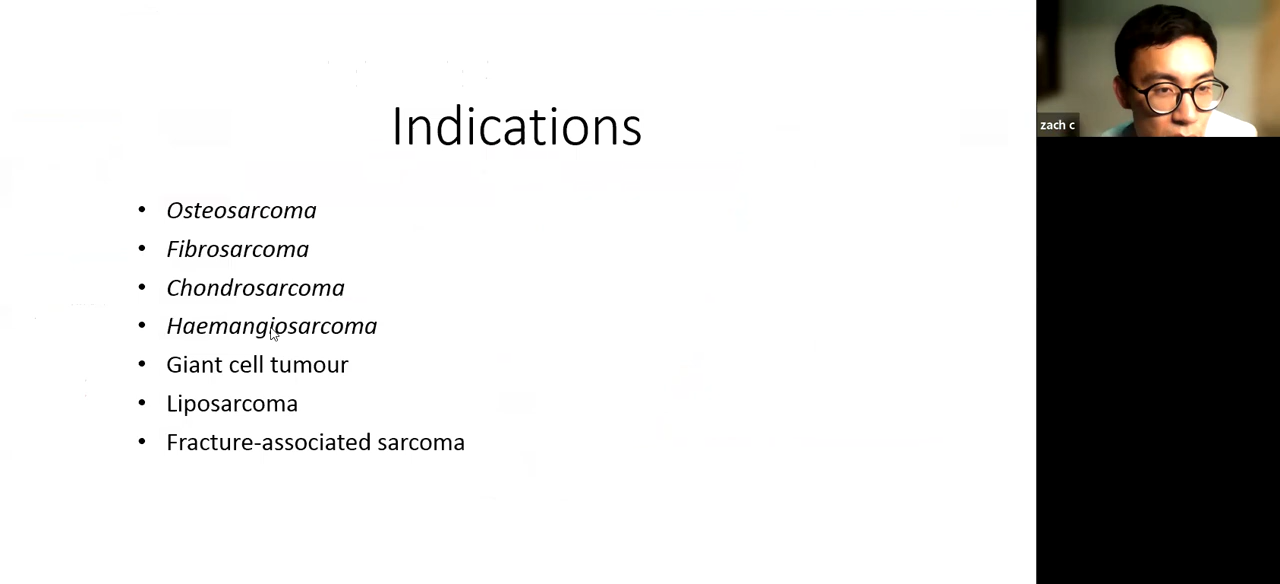 Indications
• Osteosarcoma
• Fibrosarcoma
• Chondrosarcoma
• Haemangiosarcoma
• Giant cell tumour
• Liposarcoma
• Fracture-associated sarcoma
zach c